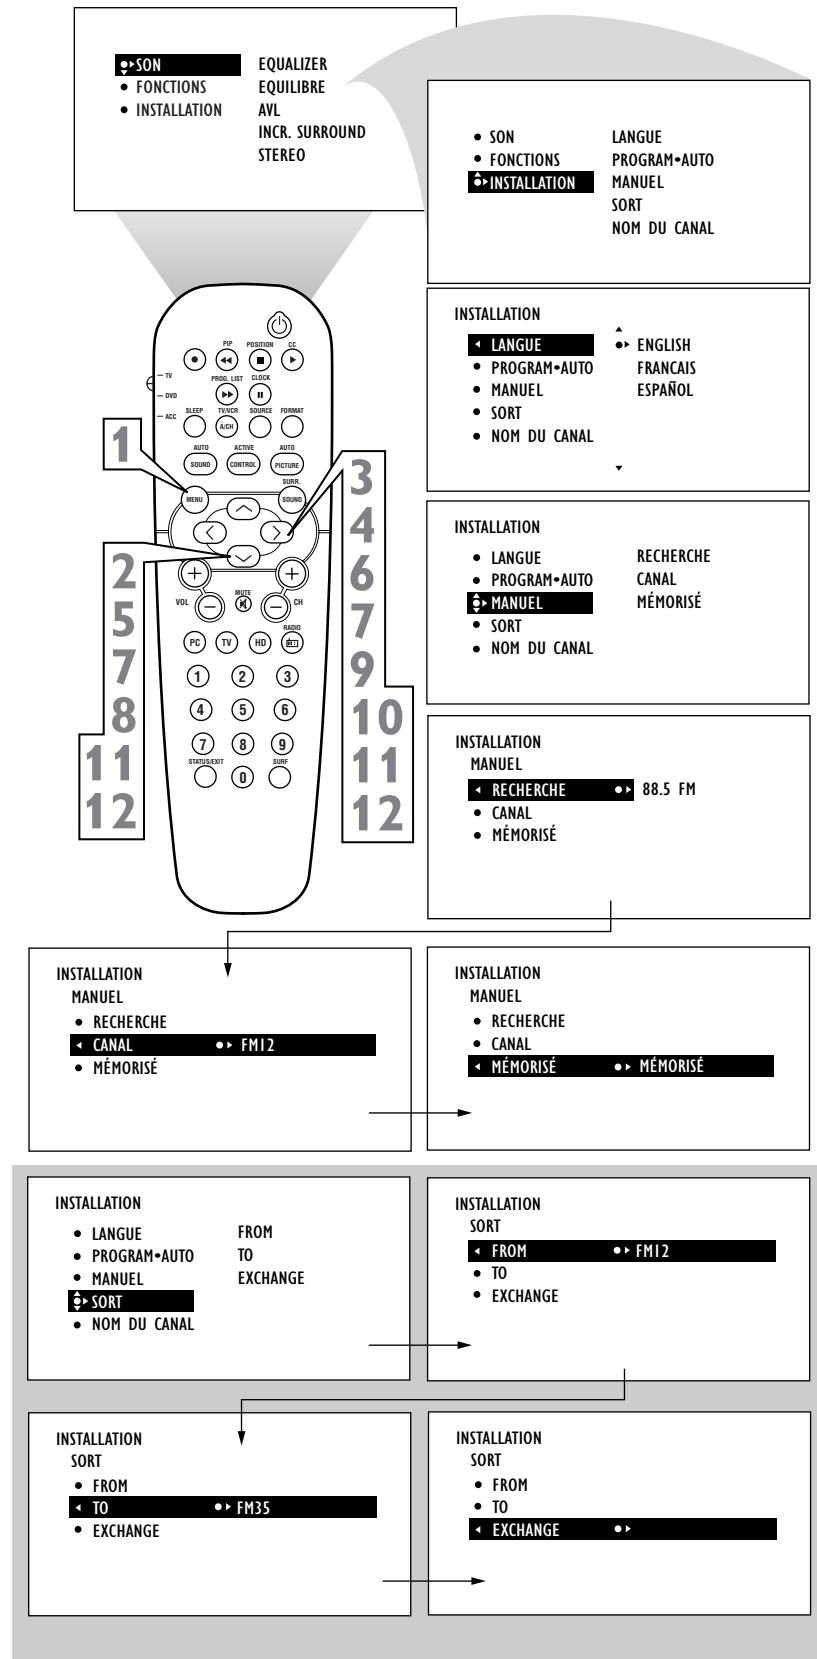 SON EQUALIZER
FONCTIONS EQUILIBRE
INSTALLATION AVL
INCR. SURROUND
STEREO
SON LANGUE
FONCTIONS PROGRAM•AUTO
INSTALLATION MANUEL
SORT
NOM DU CANAL
INSTALLATION
LANGUE ENGLISH
PROGRAM•AUTO FRANCAIS
MANUEL ESPAÑOL
SORT
NOM DU CANAL
PIP POSITION CC
TV
PROG. LIST CLOCK
DVD
ACC SLEEP TV/VCR SOURCE FORMAT
A/CH
AUTO ACTIVE AUTO
SOUND CONTROL PICTURE
SURR.
MENU SOUND
VOL MUTE CH
RADIO
PC TV HD
1 2 3
4 5 6
7 8 9
STATUS/EXIT SURF
0
1
2
5
7
8
11
12
3
4
6
7
9
10
11
12
INSTALLATION
LANGUE RECHERCHE
PROGRAM•AUTO CANAL
MANUEL MÉMORISÉ
SORT
NOM DU CANAL
INSTALLATION
MANUEL
RECHERCHE 88.5 FM
CANAL
MÉMORISÉ
INSTALLATION
MANUEL
RECHERCHE
CANAL FM12
MÉMORISÉ
INSTALLATION
MANUEL
RECHERCHE
CANAL
MÉMORISÉ MÉMORISÉ
INSTALLATION
LANGUE FROM
PROGRAM•AUTO TO
MANUEL EXCHANGE
SORT
NOM DU CANAL
INSTALLATION
SORT
FROM FM12
TO
EXCHANGE
INSTALLATION
SORT
FROM
TO FM35
EXCHANGE
INSTALLATION
SORT
FROM
TO
EXCHANGE